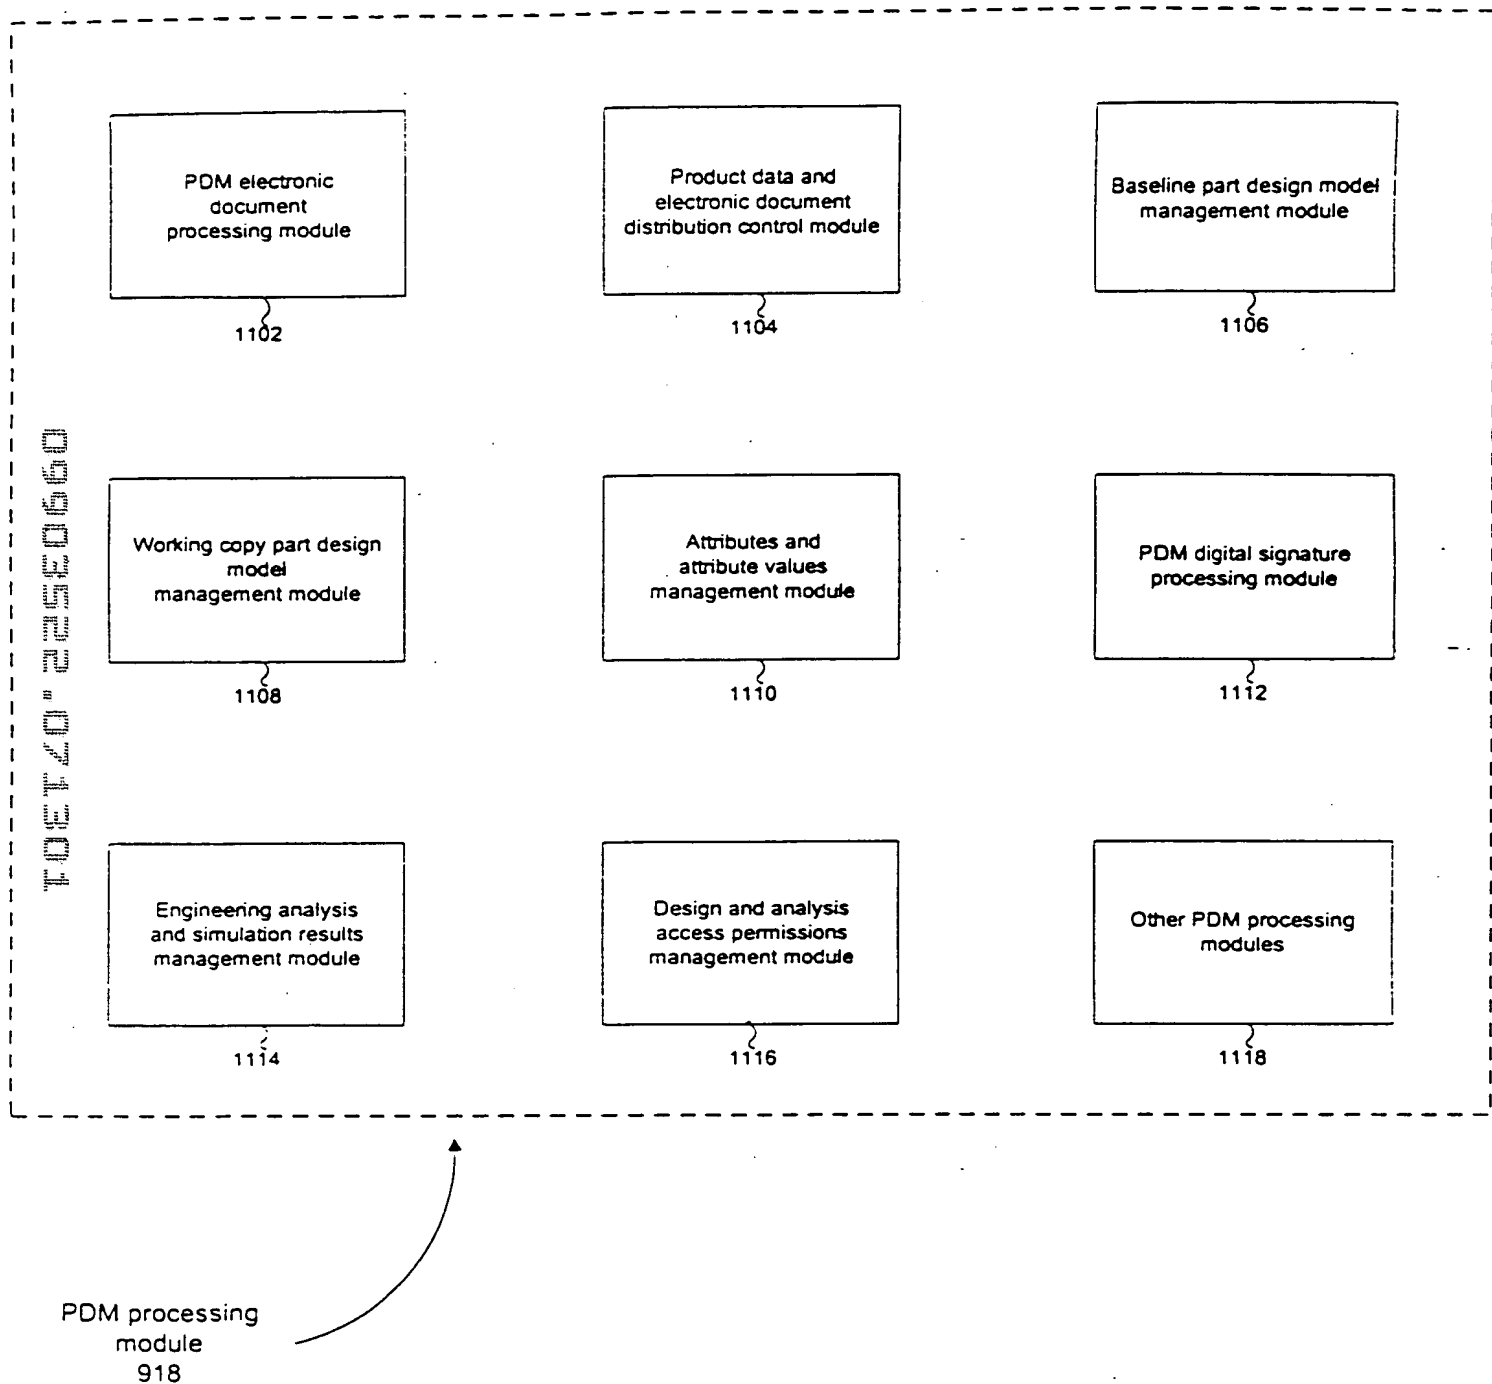 PDM electronic
document
processing module
1102
Product data and
electronic document
distribution control module
1104
Baseline part design model
management module
1106
Working copy part design
model
management module
1108
Attributes and
attribute values
management module
1110
PDM digital signature
processing module
1112
Engineering analysis
and simulation results
management module
1114
Design and analysis
access permissions
management module
1116
Other PDM processing
modules
1118
09903522.071301
PDM processing
module
918